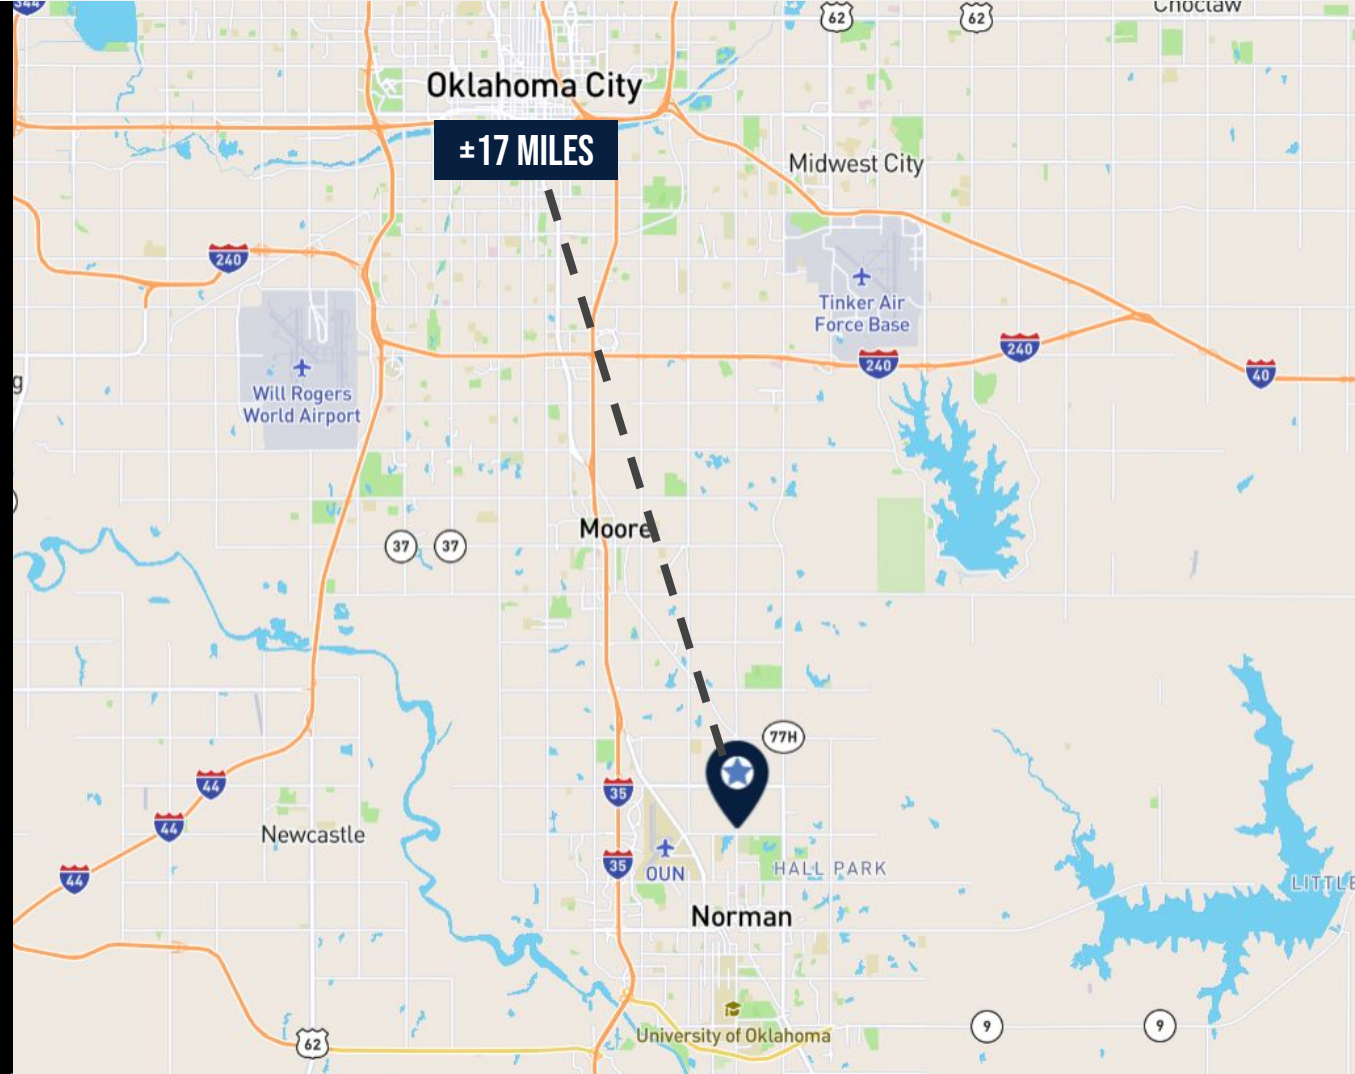 344
62
62
Choctaw
Oklahoma City
±17 MILES
Midwest City
240
Tinker Air
Force Base
240
240
40
Will Rogers
World Airport
g
Moore
37
37
77H
44
35
44
Newcastle
35
44
OUN
HALL PARK
LITTLE
Norman
University of Oklahoma
9
9
62